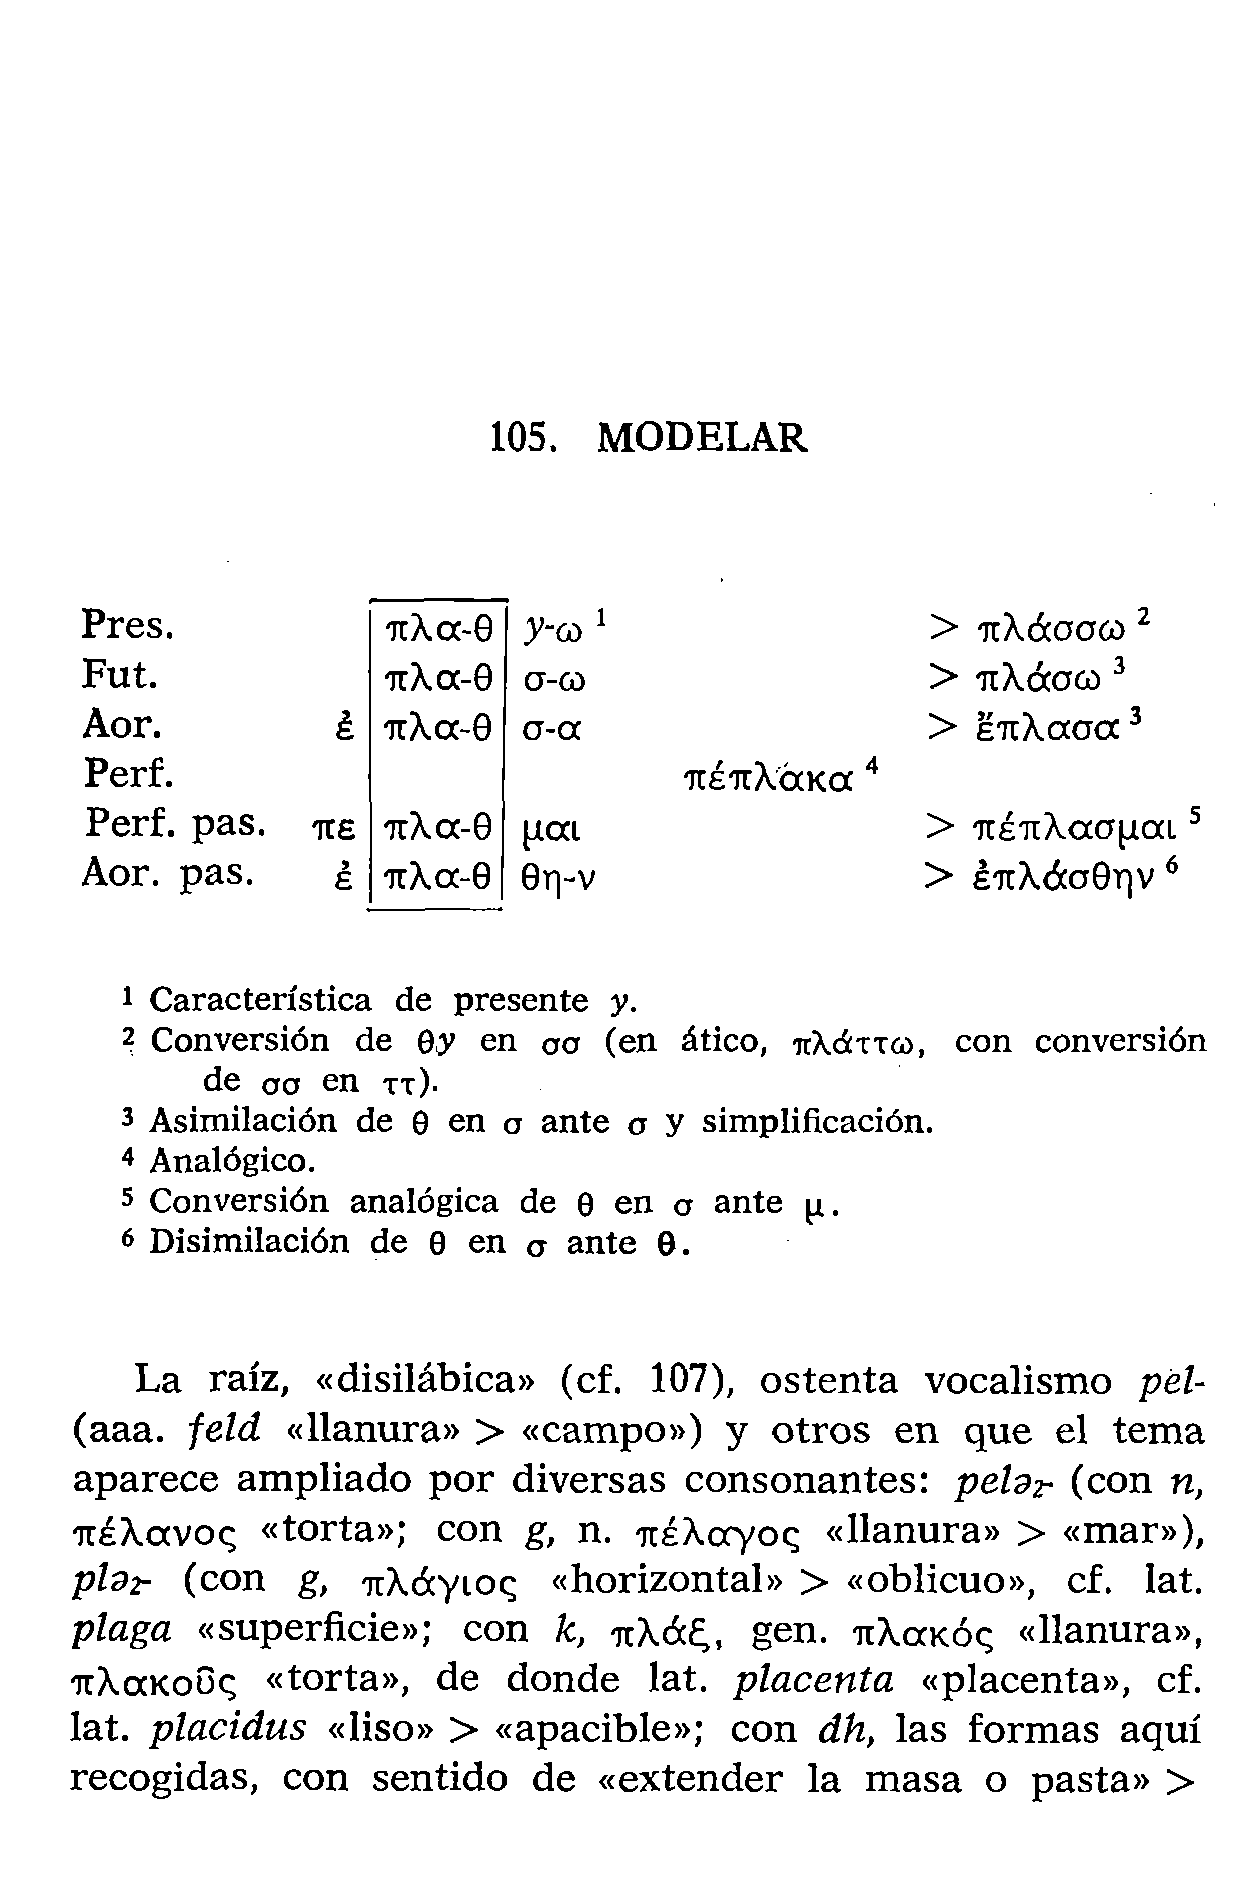 105. MODELAR
Pres. πλα-θ y-ω ¹ > πλάσσω ²
Fut. πλα-θ σ-ω > πλάσω ³
Aor. ἐ πλα-θ σ-α > ἔπλασα ³
Perf. πέπλακα ⁴
Perf. pas. πε πλα-θ μαι > πέπλασμαι ⁵
Aor. pas. ἐ πλα-θ θη-ν > ἐπλάσθην ⁶
¹ Característica de presente y.
² Conversión de θy en σσ (en ático, πλάττω, con conversión
de σσ en ττ).
³ Asimilación de θ en σ ante σ y simplificación.
⁴ Analógico.
⁵ Conversión analógica de θ en σ ante μ.
⁶ Disimilación de θ en σ ante θ.
La raíz, «disilábica» (cf. 107), ostenta vocalismo pel-
(aaa. feld «llanura» > «campo») y otros en que el tema
aparece ampliado por diversas consonantes: pelə₂- (con n,
πέλανος «torta»; con g, n. πέλαγος «llanura» > «mar»),
plə₂- (con g, πλάγιος «horizontal» > «oblicuo», cf. lat.
plaga «superficie»; con k, πλάξ, gen. πλακός «llanura»,
πλακοῦς «torta», de donde lat. placenta «placenta», cf.
lat. placidus «liso» > «apacible»; con dh, las formas aquí
recogidas, con sentido de «extender la masa o pasta» >